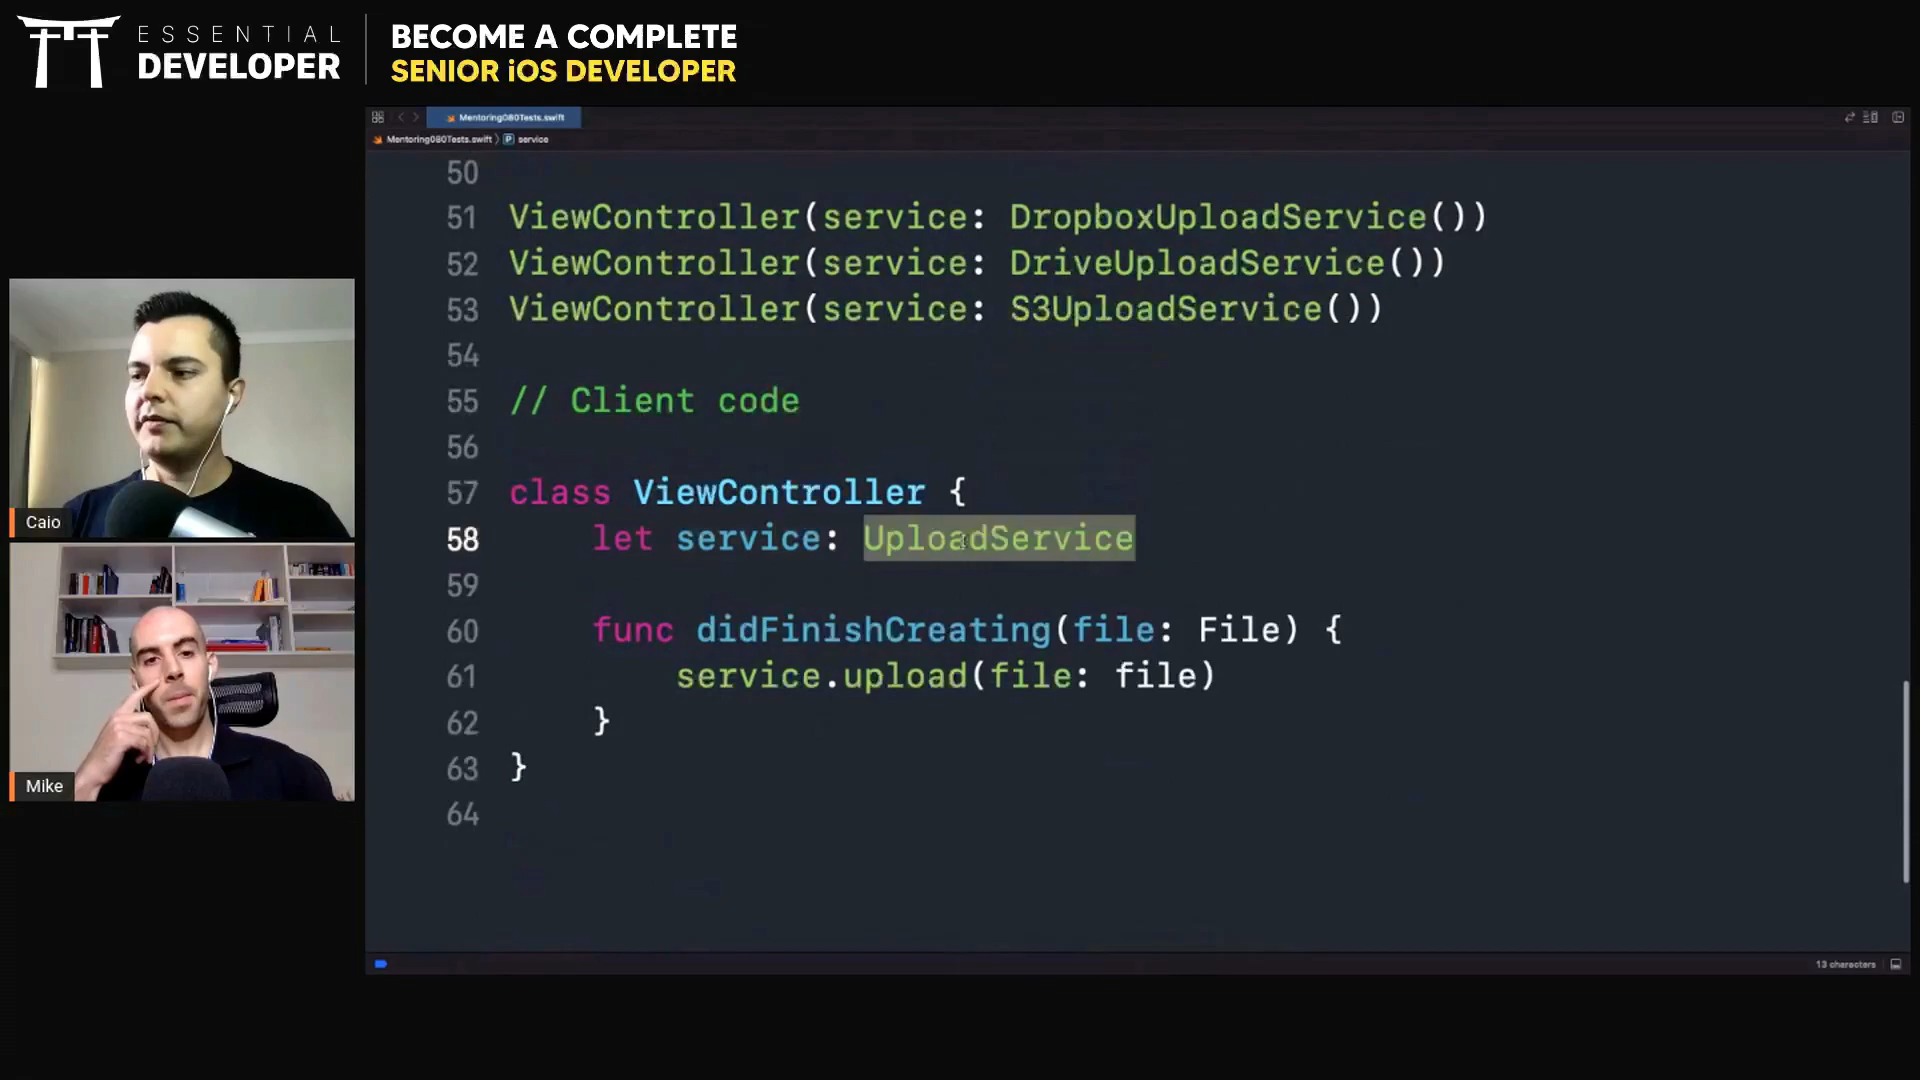 ESSENTIAL
DEVELOPER
BECOME A COMPLETE
SENIOR iOS DEVELOPER
Mentoring080Tests.swift
Mentoring080Tests.swift 〉 P service
50
51 ViewController(service: DropboxUploadService())
52 ViewController(service: DriveUploadService())
53 ViewController(service: S3UploadService())
54
55 // Client code
56
57 class ViewController {
58 let service: UploadService
59
60 func didFinishCreating(file: File) {
61 service.upload(file: file)
62 }
63 }
64
Caio
Mike
13 characters